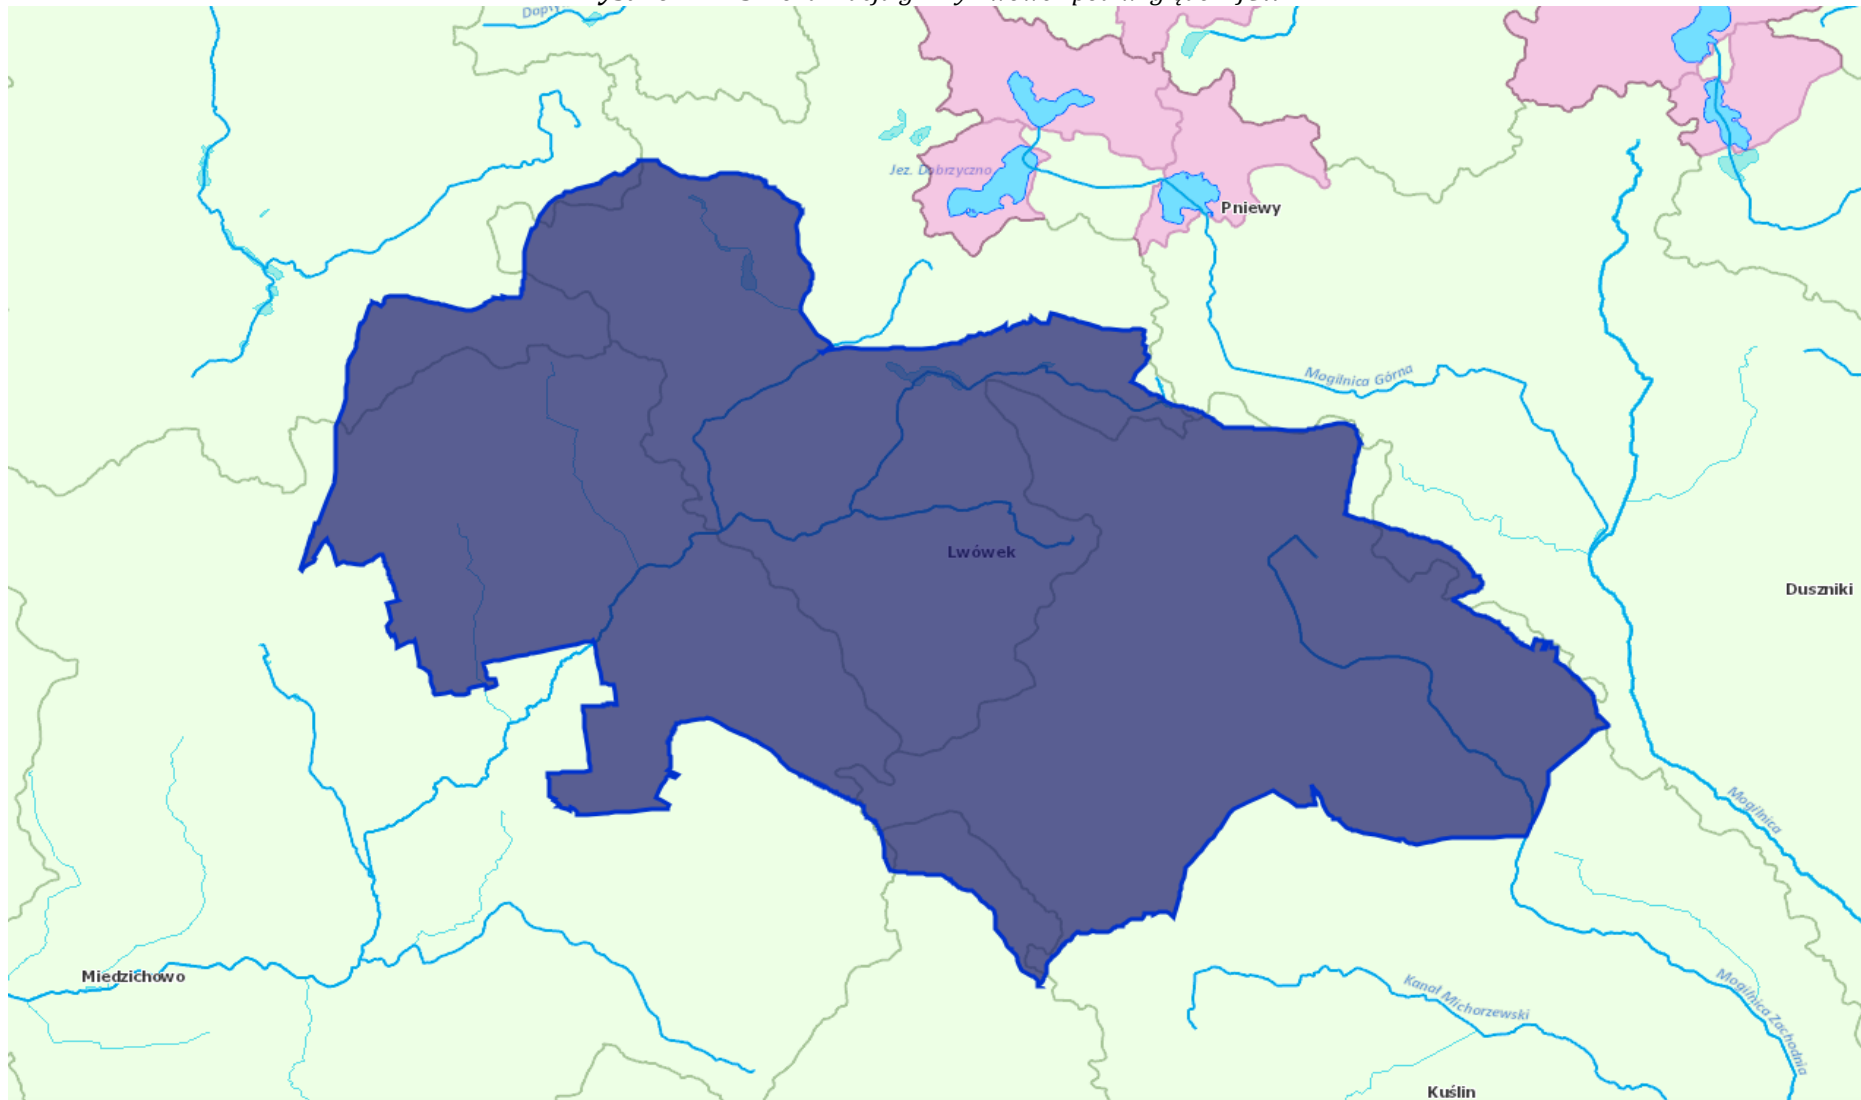 Jez. Dobrzyczno
Pniewy
Mogilnica Górna
Lwówek
Duszniki
Mogilnica
Miedzichowo
Kanał Michorzewski
Mogilnica Zachodnia
Kuślin